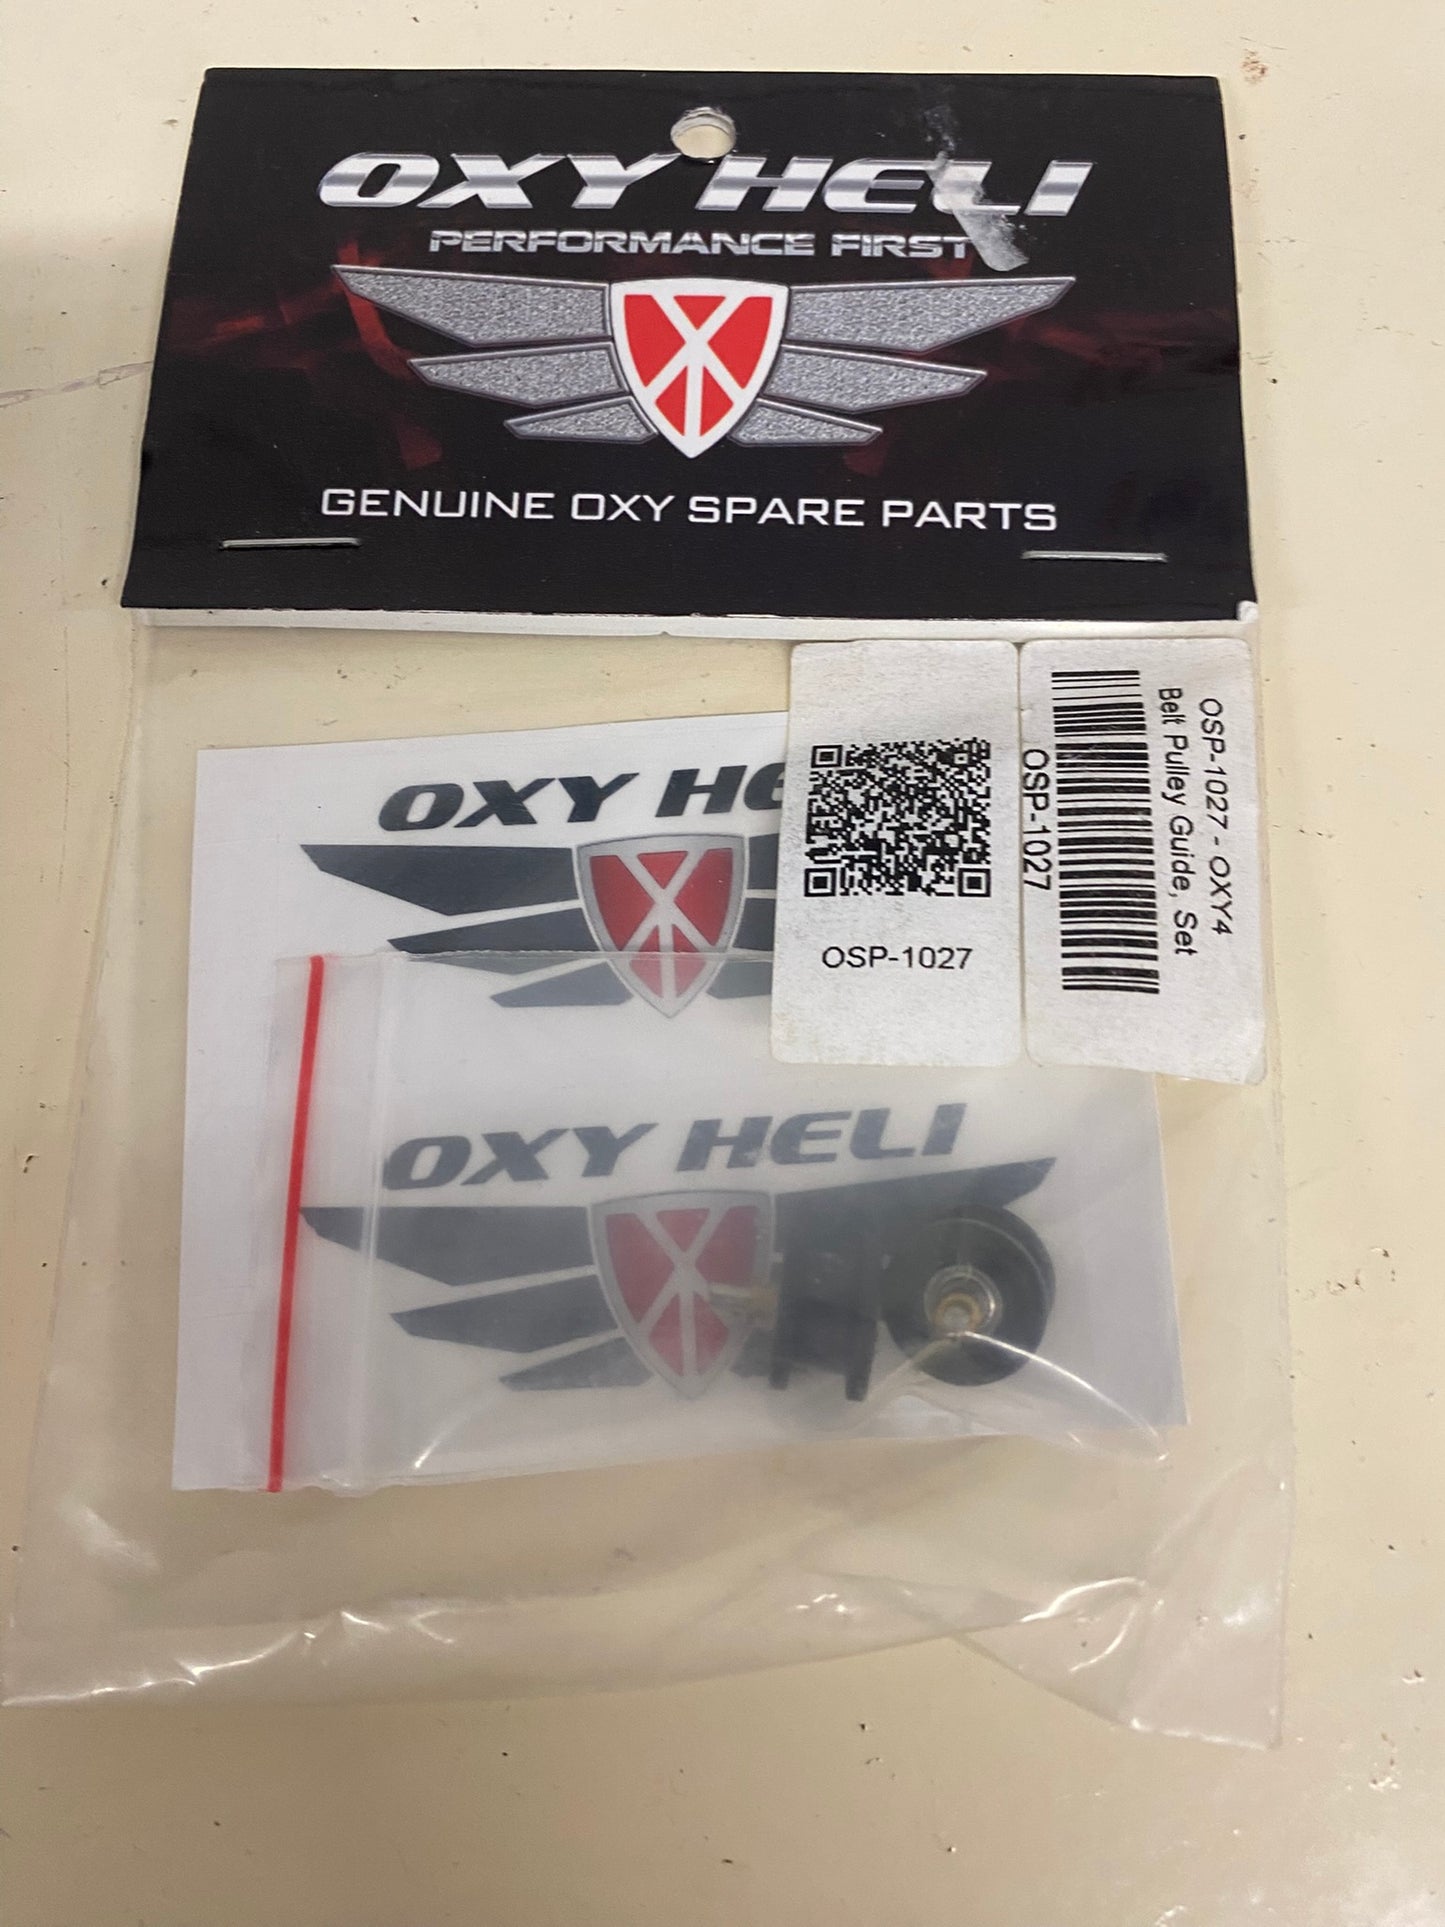 OXY HELI
PERFORMANCE FIRST
GENUINE OXY SPARE PARTS
OSP-1027 - OXY4
Belt Pulley Guide, Set
OSP-1027
OSP-1027
OXY HE
OXY HELI